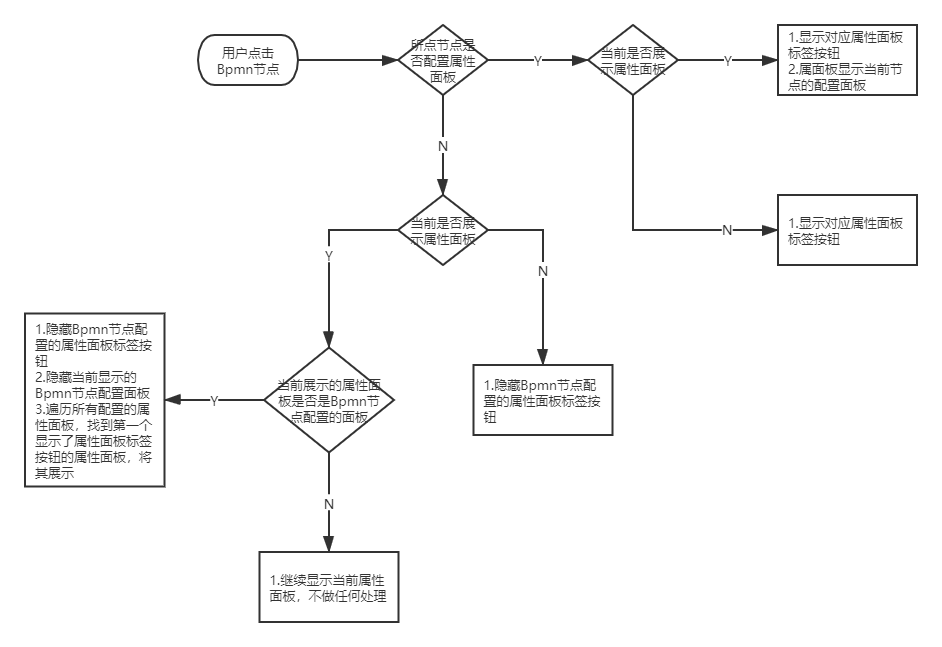 用户点击
Bpmn节点
所点节点是
否配置属性
面板
Y
当前是否展
示属性面板
Y
1.显示对应属性面板
标签按钮
2.属面板显示当前节
点的配置面板
N
N
1.显示对应属性面板
标签按钮
当前是否展
示属性面板
Y
N
1.隐藏Bpmn节点配
置的属性面板标签按
钮
2.隐藏当前显示的
Bpmn节点配置面板
3.遍历所有配置的属
性面板，找到第一个
显示了属性面板标签
按钮的属性面板，将
其展示
Y
当前展示的属性面
板是否是Bpmn节
点配置的面板
1.隐藏Bpmn节点配
置的属性面板标签按
钮
N
1.继续显示当前属性
面板，不做任何处理